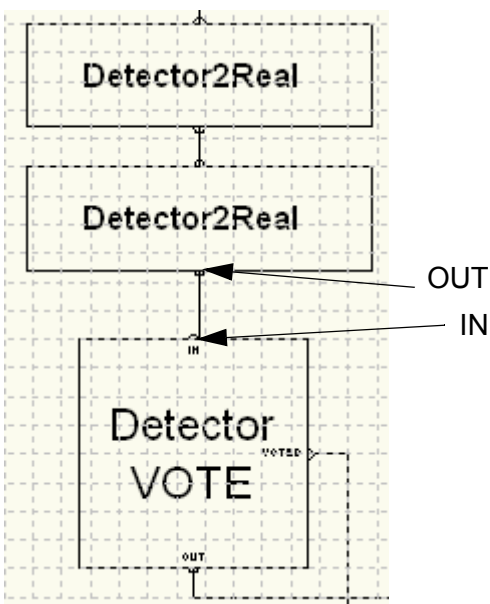 Detector2Real
Detector2Real
OUT
IN
IN
Detector
VOTED
VOTE
OUT